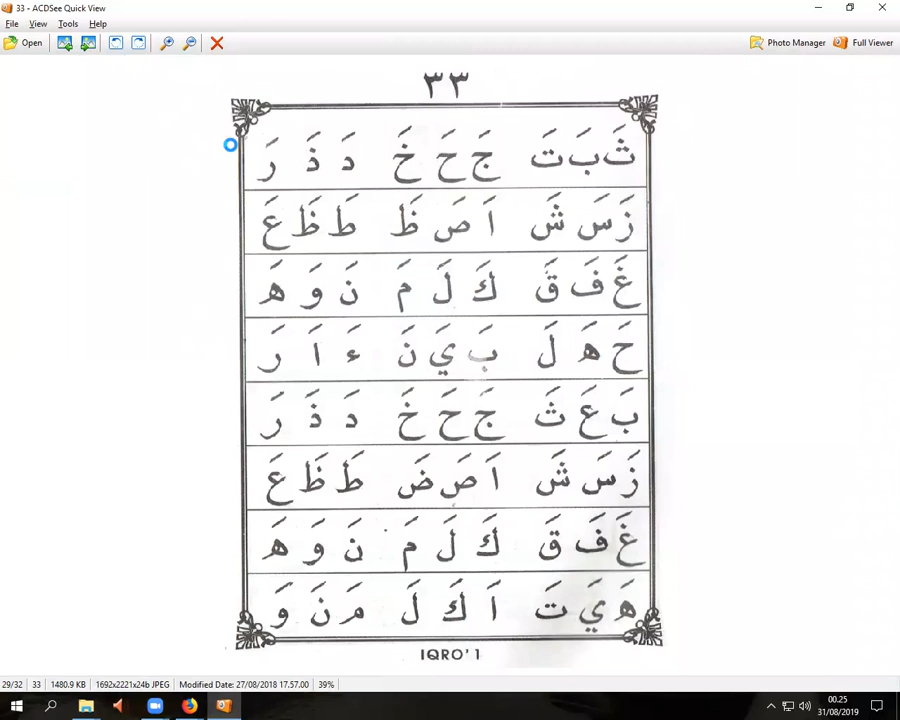 33 - ACDSee Quick View
File View Tools Help
Open Photo Manager Full Viewer
٣٣
ثَ بَ تَ جَ حَ خَ دَ ذَ رَ
زَ سَ شَ اَ صَ ظَ طَ ظَ عَ
غَ فَ قَ كَ لَ مَ نَ وَ هَ
حَ هَ لَ بَ يَ نَ ءَ اَ رَ
بَ عَ ثَ جَ حَ خَ دَ ذَ رَ
زَ سَ شَ اَ صَ ضَ طَ ظَ عَ
غَ فَ قَ كَ لَ مَ نَ وَ هَ
هَ يَ تَ اَ كَ لَ مَ نَ وَ
IQRO' 1
29/32 33 1480.9 KB 1692x2221x24b JPEG Modified Date: 27/08/2018 17.57.00 39%
00.25
31/08/2019